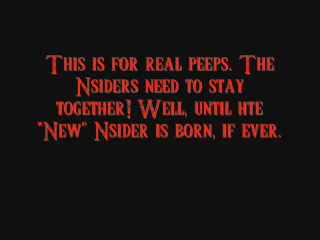 This is for real peeps. The
Nsiders need to stay
together! Well, until hte
"New" Nsider is born, if ever.